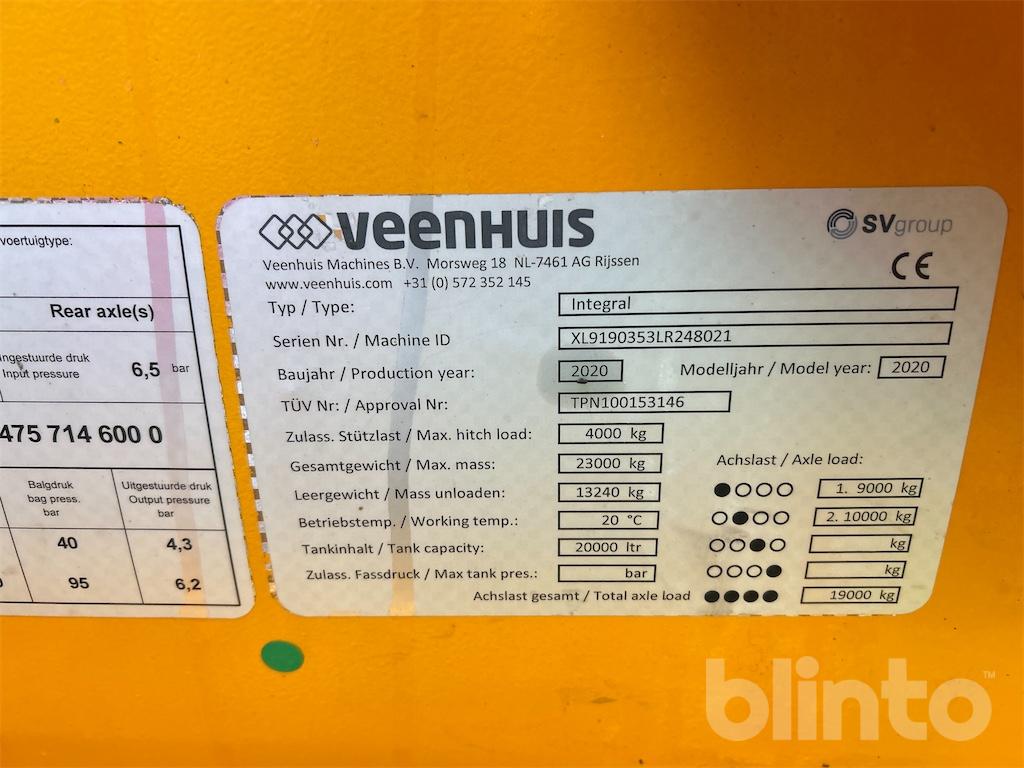 voertuigtype:
Rear axle(s)
Ingestuurde druk
Input pressure
6,5 bar
475 714 600 0
Balgdruk
bag press.
bar
Uitgestuurde druk
Output pressure
bar
40
4,3
95
6,2
VEENHUIS
SVgroup
Veenhuis Machines B.V. Morsweg 18 NL-7461 AG Rijssen
www.veenhuis.com +31 (0) 572 352 145
CE
Typ / Type: Integral
Serien Nr. / Machine ID XL9190353LR248021
Baujahr / Production year: 2020 Modelljahr / Model year: 2020
TÜV Nr: / Approval Nr: TPN100153146
Zulass. Stützlast / Max. hitch load: 4000 kg
Gesamtgewicht / Max. mass: 23000 kg Achslast / Axle load:
Leergewicht / Mass unloaden: 13240 kg 1. 9000 kg
Betriebstemp. / Working temp.: 20 °C 2. 10000 kg
Tankinhalt / Tank capacity: 20000 ltr kg
Zulass. Fassdruck / Max tank pres.: bar kg
Achslast gesamt / Total axle load 19000 kg
blinto™